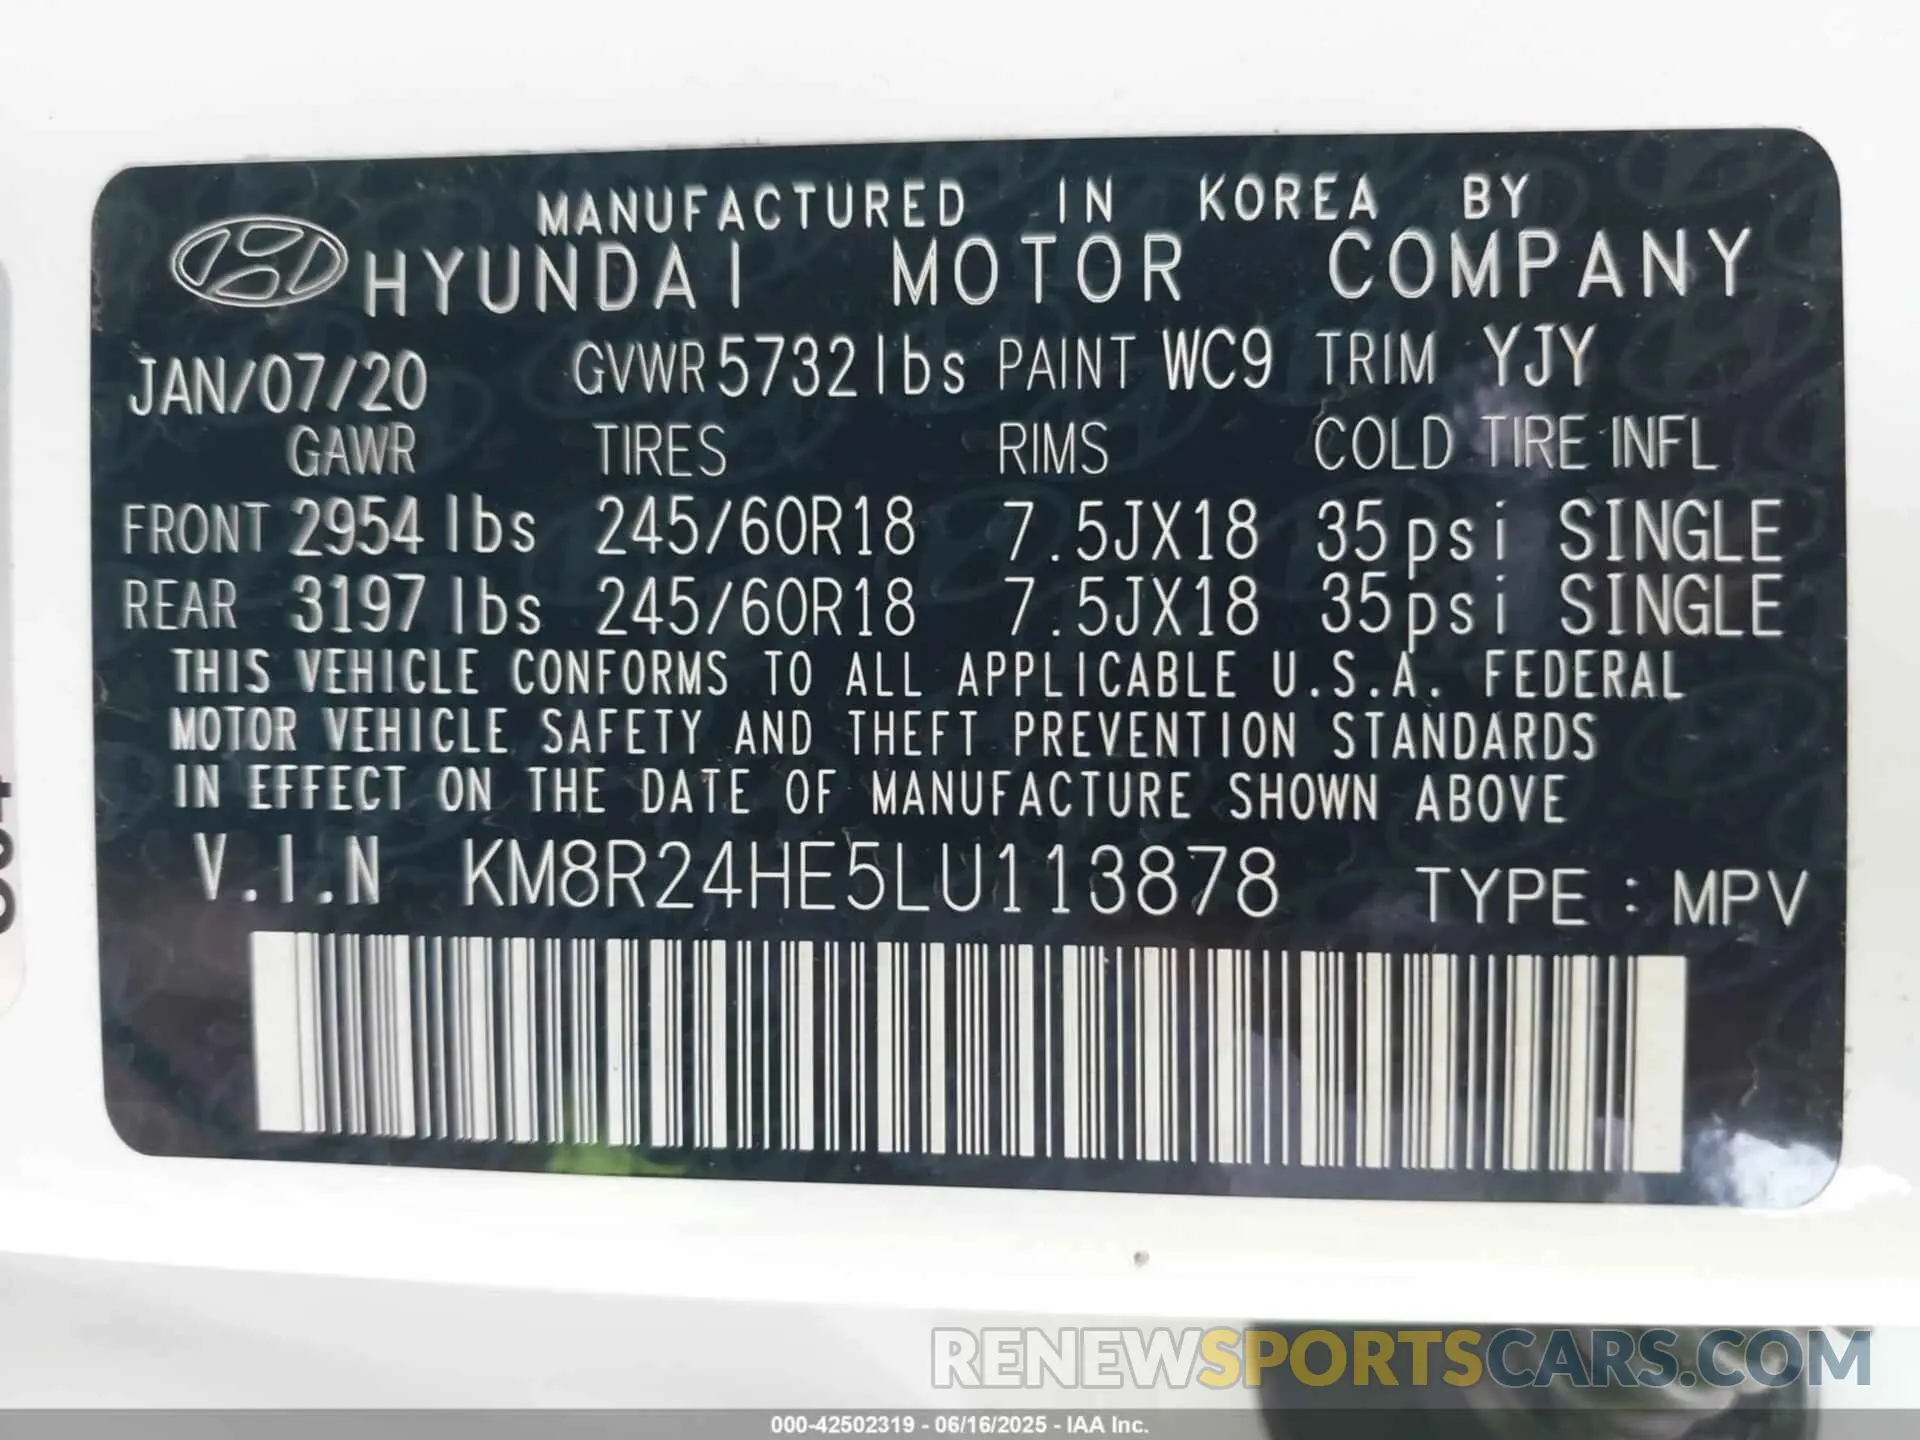 MANUFACTURED IN KOREA BY
HYUNDAI MOTOR COMPANY
JAN/07/20 GVWR 5732lbs PAINT WC9 TRIM YJY
GAWR TIRES RIMS COLD TIRE INFL
FRONT 2954 lbs 245/60R18 7.5JX18 35psi SINGLE
REAR 3197 lbs 245/60R18 7.5JX18 35psi SINGLE
THIS VEHICLE CONFORMS TO ALL APPLICABLE U.S.A. FEDERAL
MOTOR VEHICLE SAFETY AND THEFT PREVENTION STANDARDS
IN EFFECT ON THE DATE OF MANUFACTURE SHOWN ABOVE
V.I.N KM8R24HE5LU113878 TYPE : MPV
RENEWSPORTSCARS.COM
000-42502319 - 06/16/2025 - IAA Inc.